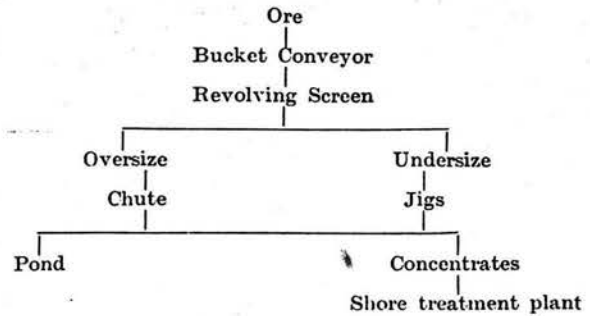 Ore
Bucket Conveyor
Revolving Screen
Oversize Undersize
Chute Jigs
Pond Concentrates
Shore treatment plant